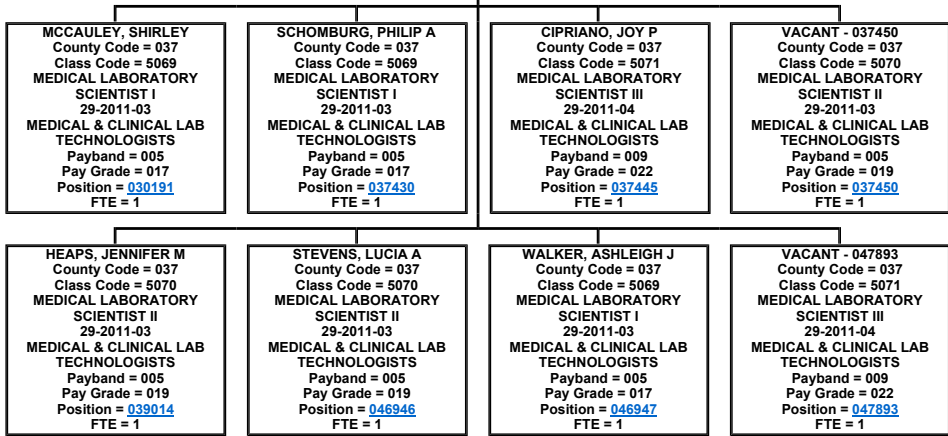 MCCAULEY, SHIRLEY
County Code = 037
Class Code = 5069
MEDICAL LABORATORY
SCIENTIST I
29-2011-03
MEDICAL & CLINICAL LAB
TECHNOLOGISTS
Payband = 005
Pay Grade = 017
Position = 030191
FTE = 1
SCHOMBURG, PHILIP A
County Code = 037
Class Code = 5069
MEDICAL LABORATORY
SCIENTIST I
29-2011-03
MEDICAL & CLINICAL LAB
TECHNOLOGISTS
Payband = 005
Pay Grade = 017
Position = 037430
FTE = 1
CIPRIANO, JOY P
County Code = 037
Class Code = 5071
MEDICAL LABORATORY
SCIENTIST III
29-2011-04
MEDICAL & CLINICAL LAB
TECHNOLOGISTS
Payband = 009
Pay Grade = 022
Position = 037445
FTE = 1
VACANT - 037450
County Code = 037
Class Code = 5070
MEDICAL LABORATORY
SCIENTIST II
29-2011-03
MEDICAL & CLINICAL LAB
TECHNOLOGISTS
Payband = 005
Pay Grade = 019
Position = 037450
FTE = 1
HEAPS, JENNIFER M
County Code = 037
Class Code = 5070
MEDICAL LABORATORY
SCIENTIST II
29-2011-03
MEDICAL & CLINICAL LAB
TECHNOLOGISTS
Payband = 005
Pay Grade = 019
Position = 039014
FTE = 1
STEVENS, LUCIA A
County Code = 037
Class Code = 5070
MEDICAL LABORATORY
SCIENTIST II
29-2011-03
MEDICAL & CLINICAL LAB
TECHNOLOGISTS
Payband = 005
Pay Grade = 019
Position = 046946
FTE = 1
WALKER, ASHLEIGH J
County Code = 037
Class Code = 5069
MEDICAL LABORATORY
SCIENTIST I
29-2011-03
MEDICAL & CLINICAL LAB
TECHNOLOGISTS
Payband = 005
Pay Grade = 017
Position = 046947
FTE = 1
VACANT - 047893
County Code = 037
Class Code = 5071
MEDICAL LABORATORY
SCIENTIST III
29-2011-04
MEDICAL & CLINICAL LAB
TECHNOLOGISTS
Payband = 009
Pay Grade = 022
Position = 047893
FTE = 1